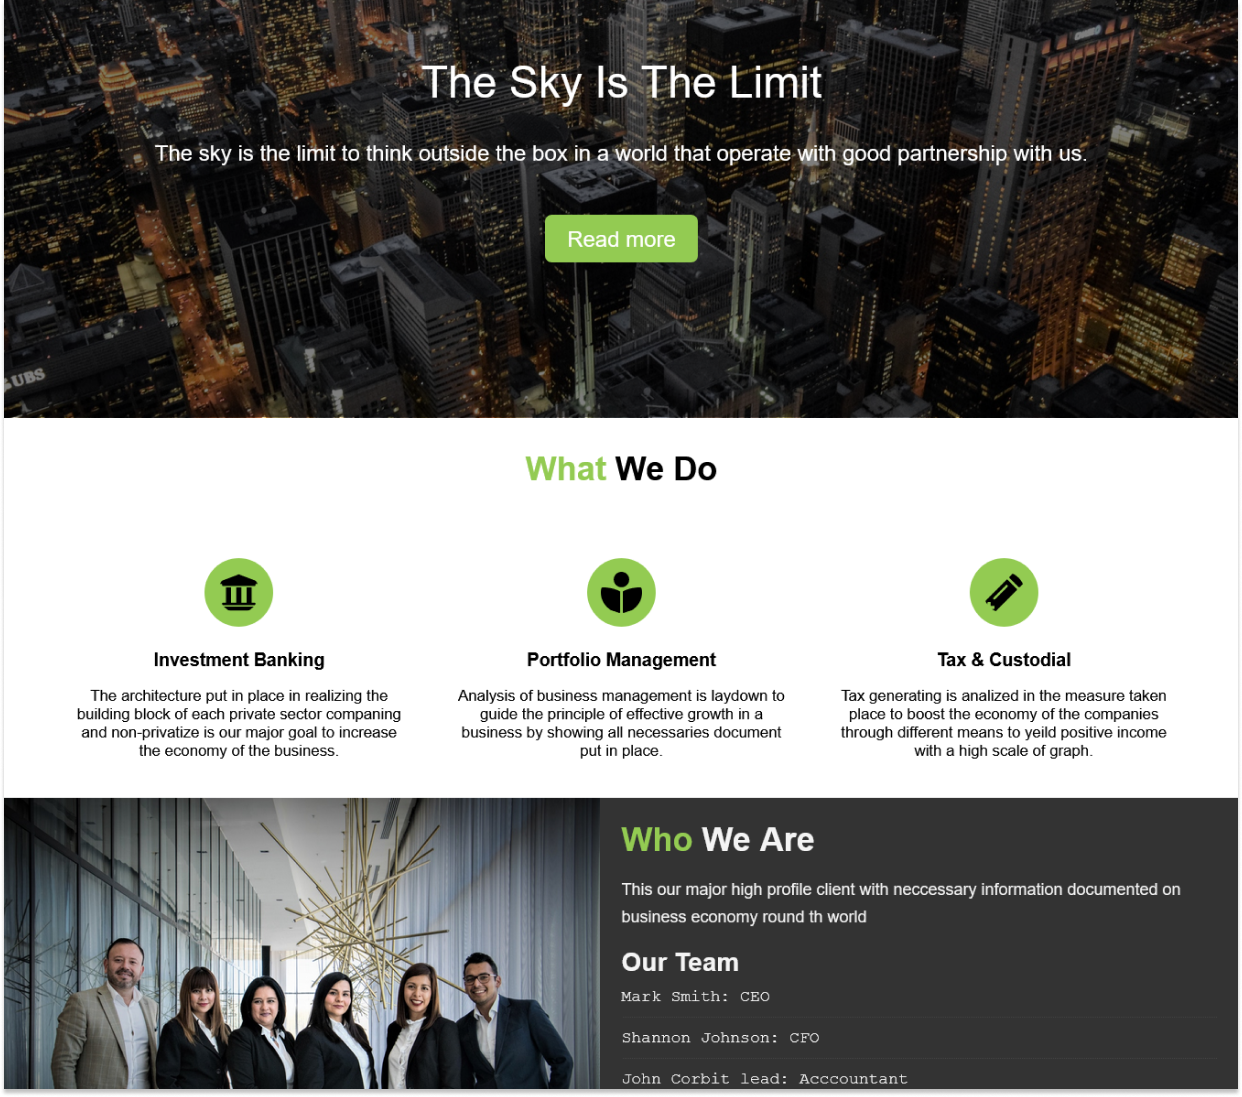 The Sky Is The Limit
The sky is the limit to think outside the box in a world that operate with good partnership with us.
Read more
UBS
What We Do
Investment Banking
The architecture put in place in realizing the
building block of each private sector companing
and non-privatize is our major goal to increase
the economy of the business.
Portfolio Management
Analysis of business management is laydown to
guide the principle of effective growth in a
business by showing all necessaries document
put in place.
Tax & Custodial
Tax generating is analized in the measure taken
place to boost the economy of the companies
through different means to yeild positive income
with a high scale of graph.
Who We Are
This our major high profile client with neccessary information documented on
business economy round th world
Our Team
Mark Smith: CEO
Shannon Johnson: CFO
John Corbit lead: Acccountant